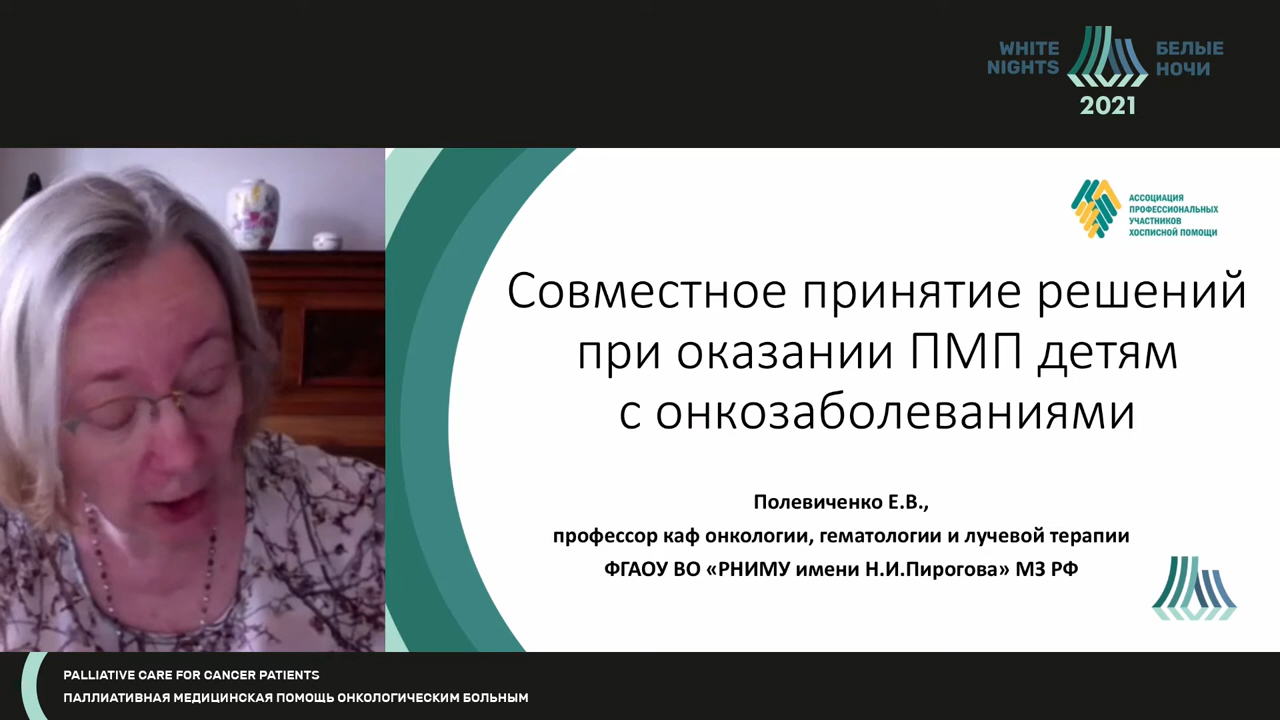 WHITE NIGHTS
БЕЛЫЕ НОЧИ
2021
АССОЦИАЦИЯ
ПРОФЕССИОНАЛЬНЫХ
УЧАСТНИКОВ
ХОСПИСНОЙ ПОМОЩИ
Совместное принятие решений
при оказании ПМП детям
с онкозаболеваниями
Полевиченко Е.В.,
профессор каф онкологии, гематологии и лучевой терапии
ФГАОУ ВО «РНИМУ имени Н.И.Пирогова» МЗ РФ
PALLIATIVE CARE FOR CANCER PATIENTS
ПАЛЛИАТИВНАЯ МЕДИЦИНСКАЯ ПОМОЩЬ ОНКОЛОГИЧЕСКИМ БОЛЬНЫМ